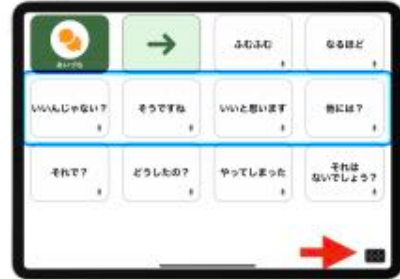 あいづち
ふむふむ
なるほど
いいんじゃない？
そうですね
いいと思います
他には？
それで？
どうしたの？
やってしまった
それは
ないでしょう？